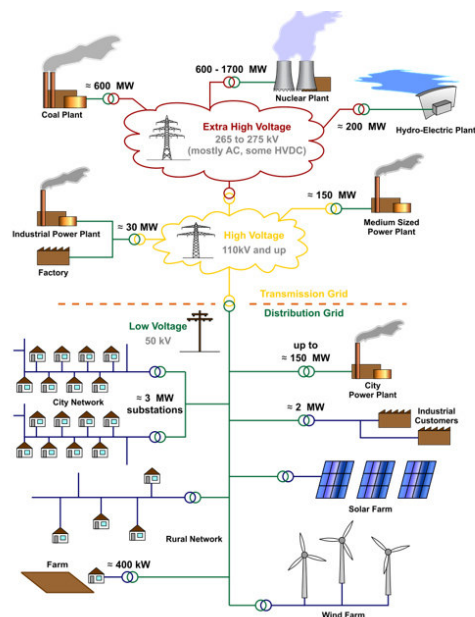 600 - 1700 MW
≈ 600 MW
Nuclear Plant
Coal Plant
Extra High Voltage
265 to 275 kV
(mostly AC, some HVDC)
≈ 200 MW
Hydro-Electric Plant
≈ 150 MW
Industrial Power Plant
≈ 30 MW
High Voltage
110kV and up
Medium Sized
Power Plant
Factory
Transmission Grid
Distribution Grid
Low Voltage
50 kV
up to
≈ 150 MW
City Network
≈ 3 MW
substations
City
Power Plant
≈ 2 MW
Industrial
Customers
Solar Farm
Rural Network
Farm
≈ 400 kW
Wind Farm